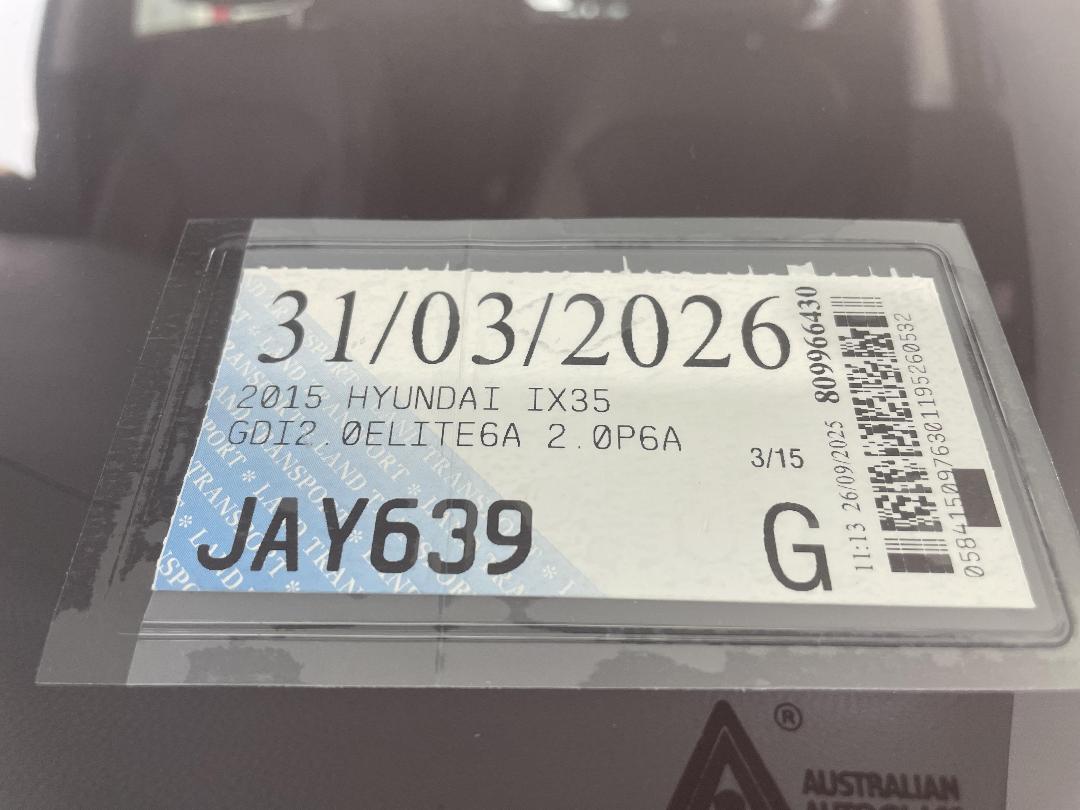 31/03/2026
2015 HYUNDAI IX35
GDI2.0ELITE6A 2.0P6A
3/15
JAY639
G
809966430
11:13 26/09/2025
0584150976301195260532
®
AUSTRALIAN